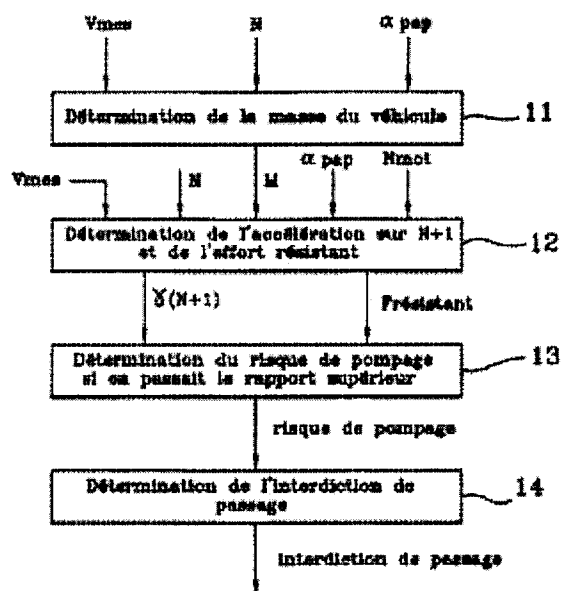 Vmes N α pap
Détermination de la masse du véhicule 11
Vmes N M α pap Nmot
Détermination de l'accélération sur N+1
et de l'effort résistant 12
γ(N+1) Frésistant
Détermination du risque de pompage
si on passait le rapport supérieur 13
risque de pompage
Détermination de l'interdiction de
passage 14
interdiction de passage